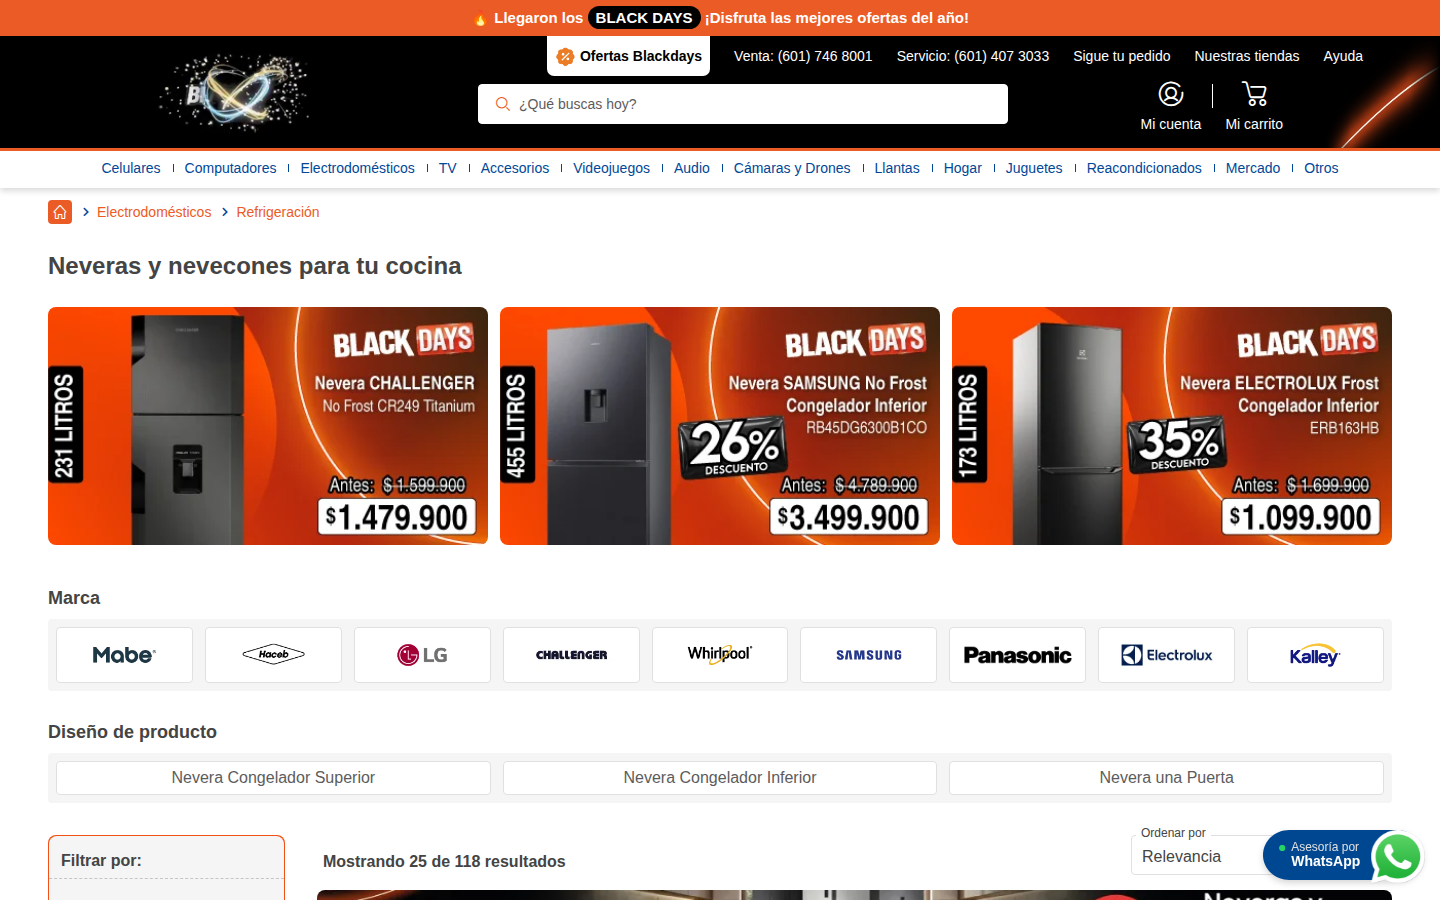 🔥 Llegaron los BLACK DAYS ¡Disfruta las mejores ofertas del año!
Ofertas Blackdays
Venta: (601) 746 8001
Servicio: (601) 407 3033
Sigue tu pedido
Nuestras tiendas
Ayuda
¿Qué buscas hoy?
Mi cuenta
Mi carrito
Celulares
Computadores
Electrodomésticos
TV
Accesorios
Videojuegos
Audio
Cámaras y Drones
Llantas
Hogar
Juguetes
Reacondicionados
Mercado
Otros
Electrodomésticos
Refrigeración
Neveras y nevecones para tu cocina
231 LITROS
BLACK DAYS
Nevera CHALLENGER
No Frost CR249 Titanium
Antes: $ 1.599.900
$1.479.900
455 LITROS
BLACK DAYS
Nevera SAMSUNG No Frost
Congelador Inferior
RB45DG6300B1CO
26%
DESCUENTO
Antes: $ 4.789.900
$3.499.900
173 LITROS
BLACK DAYS
Nevera ELECTROLUX Frost
Congelador Inferior
ERB163HB
35%
DESCUENTO
Antes: $ 1.699.900
$1.099.900
Marca
Mabe
Haceb
LG
CHALLENGER
Whirlpool
SAMSUNG
Panasonic
Electrolux
Kalley
Diseño de producto
Nevera Congelador Superior
Nevera Congelador Inferior
Nevera una Puerta
Filtrar por:
Mostrando 25 de 118 resultados
Ordenar por
Relevancia
Asesoría por
WhatsApp